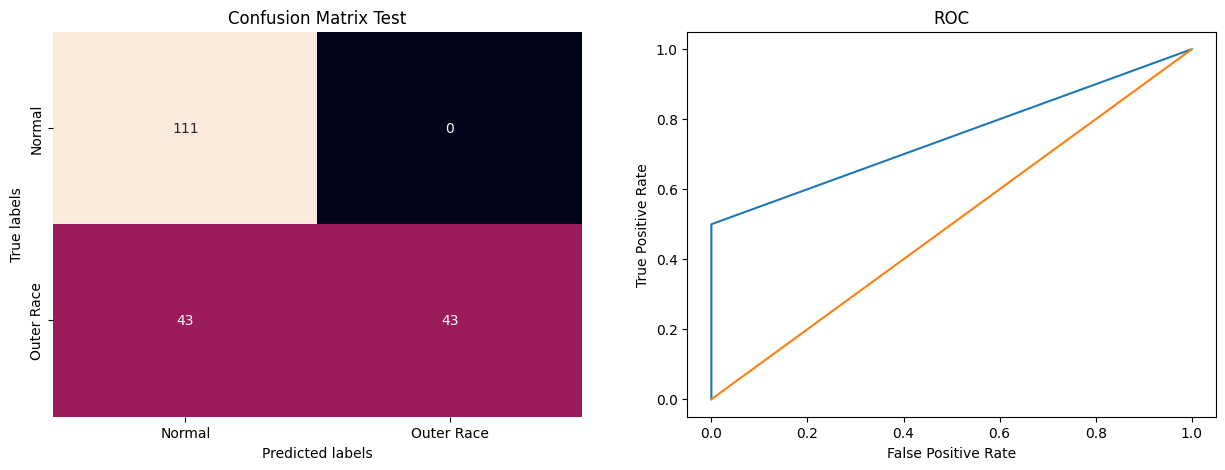 Confusion Matrix Test
Normal
Outer Race
True labels
111
0
43
43
Normal
Outer Race
Predicted labels
ROC
True Positive Rate
1.0
0.8
0.6
0.4
0.2
0.0
0.0
0.2
0.4
0.6
0.8
1.0
False Positive Rate